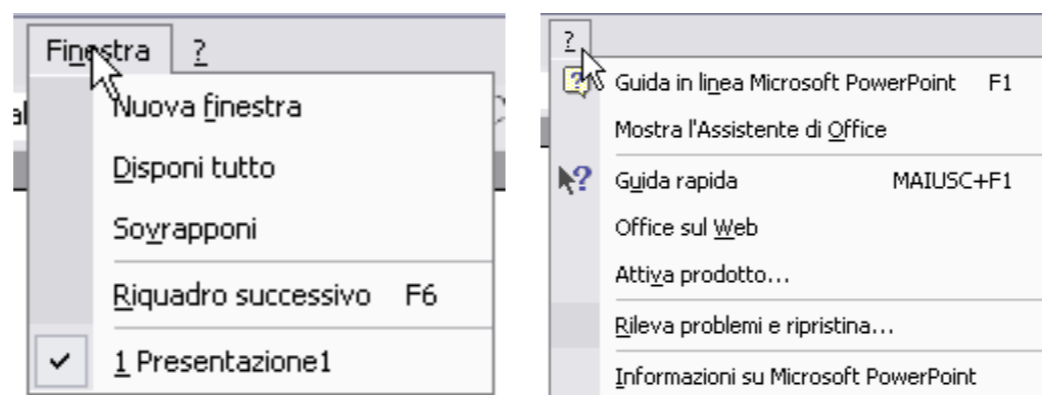 Finestra ?
Nuova finestra
Disponi tutto
Sovrapponi
Riquadro successivo F6
1 Presentazione1
?
Guida in linea Microsoft PowerPoint F1
Mostra l'Assistente di Office
Guida rapida MAIUSC+F1
Office sul Web
Attiva prodotto...
Rileva problemi e ripristina...
Informazioni su Microsoft PowerPoint